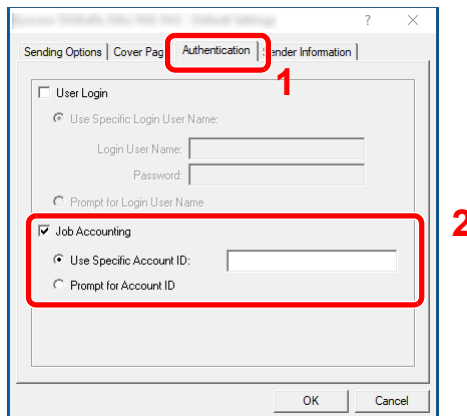 Sending Options Cover Pag Authentication ender Information
1
User Login
Use Specific Login User Name:
Login User Name:
Password:
Prompt for Login User Name
2
Job Accounting
Use Specific Account ID:
Prompt for Account ID
OK Cancel